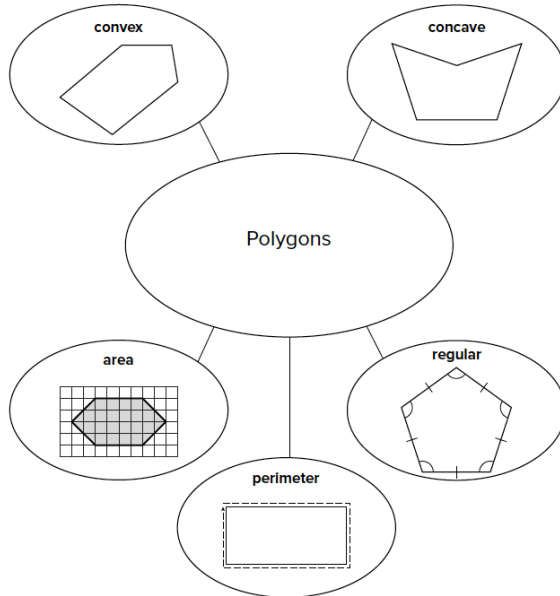 convex
concave
Polygons
area
regular
perimeter